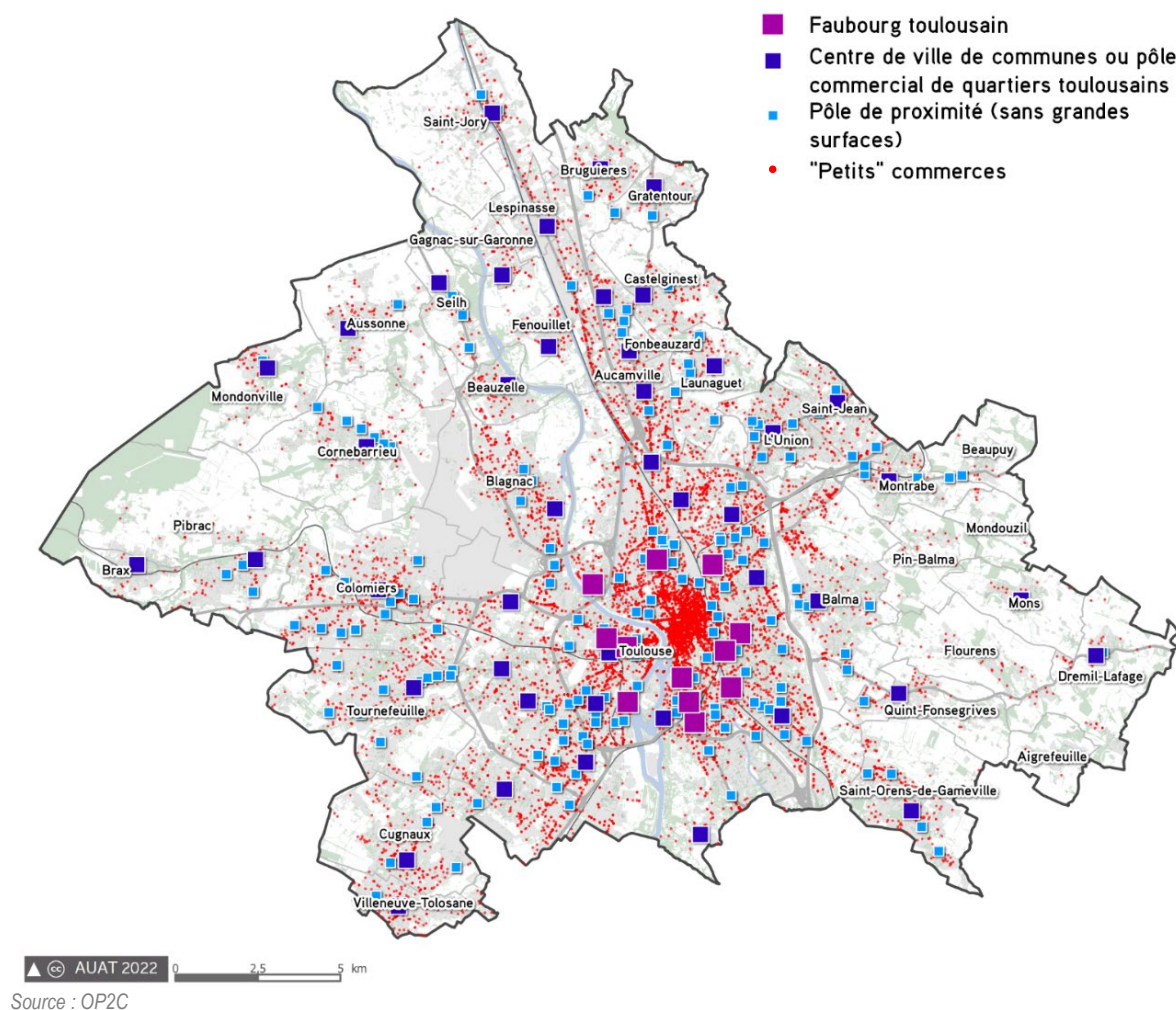 Faubourg toulousain
Centre de ville de communes ou pôle
commercial de quartiers toulousains
Pôle de proximité (sans grandes
surfaces)
"Petits" commerces
Saint-Jory
Bruguières
Gratentour
Lespinasse
Gagnac-sur-Garonne
Castelginest
Seilh
Aussonne
Fenouillet
Fonbeauzard
Aucamville
Launaguet
Beauzelle
Mondonville
Saint-Jean
L'Union
Cornebarrieu
Beaupuy
Blagnac
Montrabe
Pibrac
Mondouzil
Pin-Balma
Brax
Colomiers
Balma
Mons
Toulouse
Flourens
Dremil-Lafage
Tournefeuille
Quint-Fonsegrives
Aigrefeuille
Saint-Orens-de-Gameville
Cugnaux
Villeneuve-Tolosane
cc AUAT 2022 0 2,5 5 km
Source : OP2C